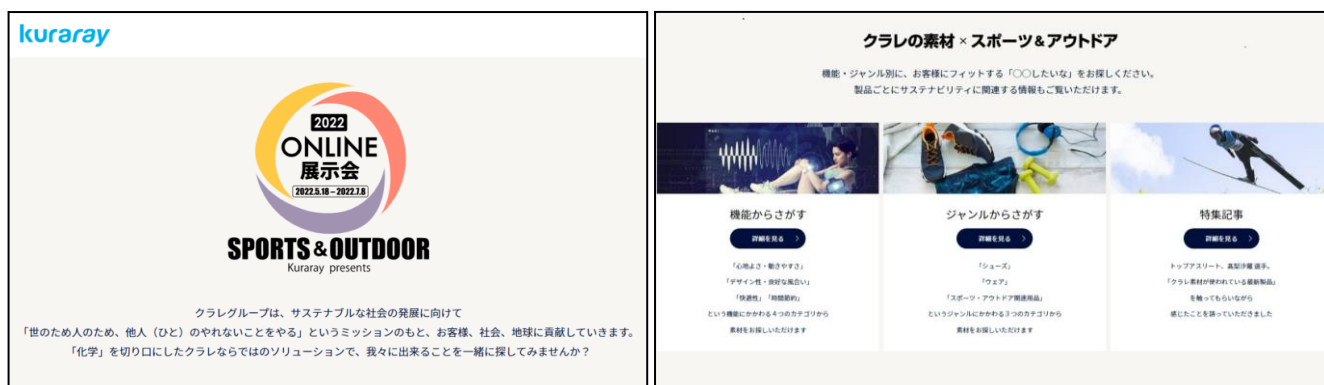 kuraray
2022
ONLINE
展示会
2022.5.18 – 2022.7.8
SPORTS & OUTDOOR
Kuraray presents
クラレグループは、サステナブルな社会の発展に向けて
「世のため人のため、他人（ひと）のやれないことをやる」というミッションのもと、お客様、社会、地球に貢献していきます。
「化学」を切り口にしたクラレならではのソリューションで、我々に出来ることを一緒に探してみませんか？
クラレの素材 × スポーツ&アウトドア
機能・ジャンル別に、お客様にフィットする「○○したいな」をお探しください。
製品ごとにサステナビリティに関連する情報もご覧いただけます。
機能からさがす
詳細を見る
「心地よさ・動きやすさ」
「デザイン性・良好な風合い」
「快適性」「時間節約」
という機能にかかわる4つのカテゴリから
素材をお探しいただけます
ジャンルからさがす
詳細を見る
「シューズ」
「ウェア」
「スポーツ・アウトドア関連用品」
というジャンルにかかわる3つのカテゴリから
素材をお探しいただけます
特集記事
詳細を見る
トップアスリート、高梨沙羅 選手。
「クラレ素材が使われている最新製品」
を触ってもらいながら
感じたことを語っていただきました